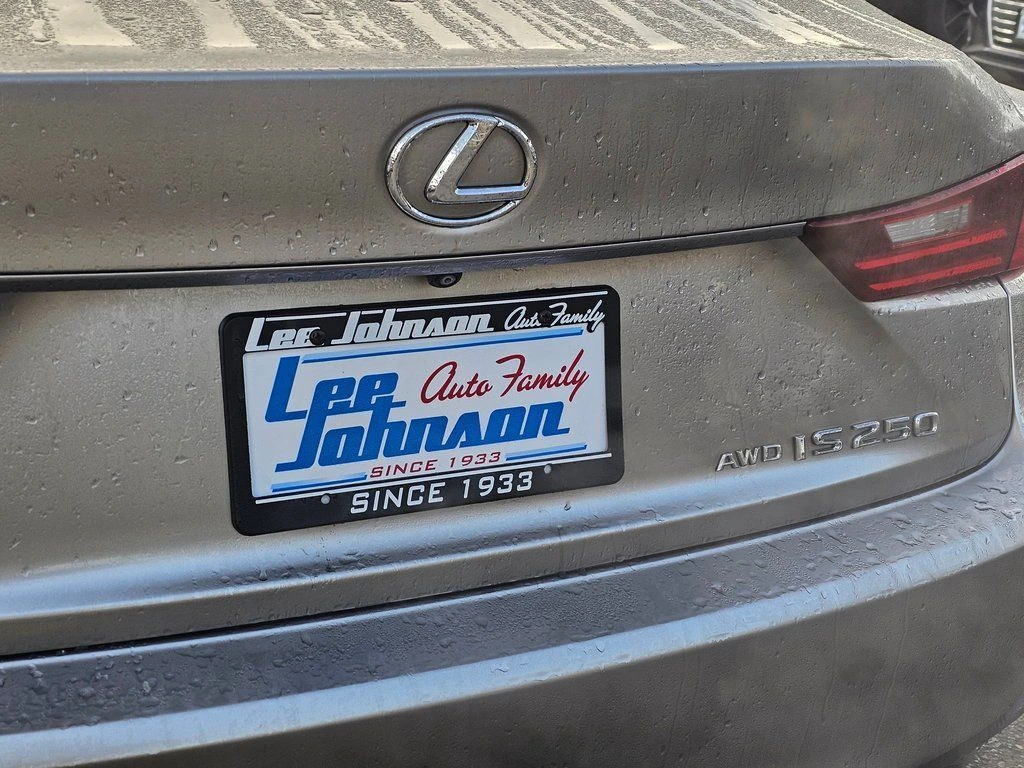 Lee Johnson Auto Family
Lee Auto Family
Johnson
SINCE 1933
SINCE 1933
AWD IS250